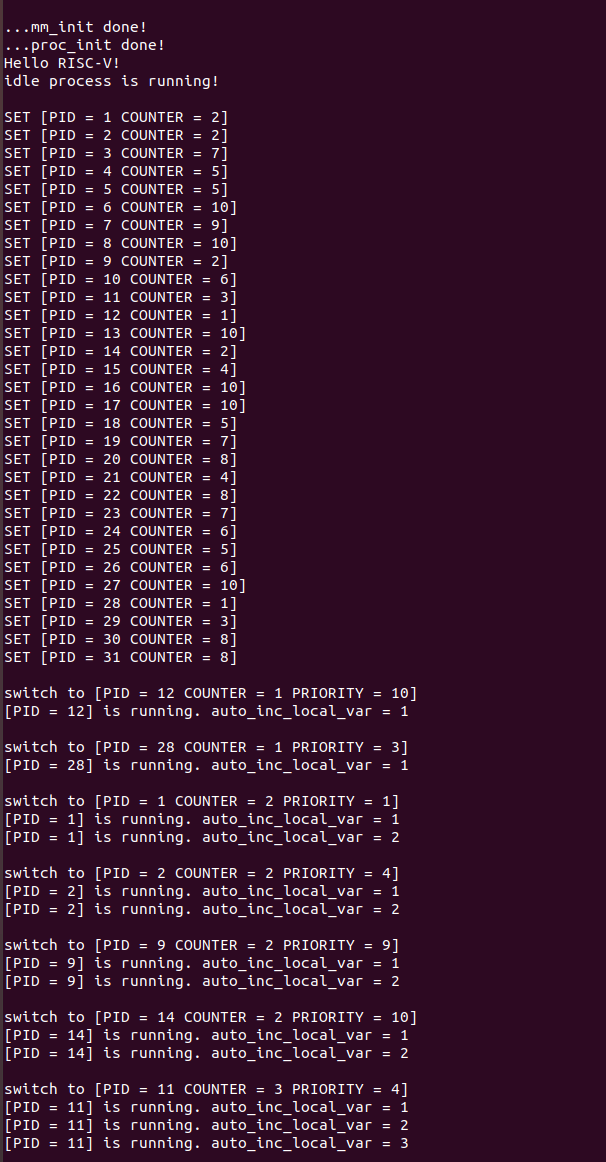 ...mm_init done!
...proc_init done!
Hello RISC-V!
idle process is running!
SET [PID = 1 COUNTER = 2]
SET [PID = 2 COUNTER = 2]
SET [PID = 3 COUNTER = 7]
SET [PID = 4 COUNTER = 5]
SET [PID = 5 COUNTER = 5]
SET [PID = 6 COUNTER = 10]
SET [PID = 7 COUNTER = 9]
SET [PID = 8 COUNTER = 10]
SET [PID = 9 COUNTER = 2]
SET [PID = 10 COUNTER = 6]
SET [PID = 11 COUNTER = 3]
SET [PID = 12 COUNTER = 1]
SET [PID = 13 COUNTER = 10]
SET [PID = 14 COUNTER = 2]
SET [PID = 15 COUNTER = 4]
SET [PID = 16 COUNTER = 10]
SET [PID = 17 COUNTER = 10]
SET [PID = 18 COUNTER = 5]
SET [PID = 19 COUNTER = 7]
SET [PID = 20 COUNTER = 8]
SET [PID = 21 COUNTER = 4]
SET [PID = 22 COUNTER = 8]
SET [PID = 23 COUNTER = 7]
SET [PID = 24 COUNTER = 6]
SET [PID = 25 COUNTER = 5]
SET [PID = 26 COUNTER = 6]
SET [PID = 27 COUNTER = 10]
SET [PID = 28 COUNTER = 1]
SET [PID = 29 COUNTER = 3]
SET [PID = 30 COUNTER = 8]
SET [PID = 31 COUNTER = 8]
switch to [PID = 12 COUNTER = 1 PRIORITY = 10]
[PID = 12] is running. auto_inc_local_var = 1
switch to [PID = 28 COUNTER = 1 PRIORITY = 3]
[PID = 28] is running. auto_inc_local_var = 1
switch to [PID = 1 COUNTER = 2 PRIORITY = 1]
[PID = 1] is running. auto_inc_local_var = 1
[PID = 1] is running. auto_inc_local_var = 2
switch to [PID = 2 COUNTER = 2 PRIORITY = 4]
[PID = 2] is running. auto_inc_local_var = 1
[PID = 2] is running. auto_inc_local_var = 2
switch to [PID = 9 COUNTER = 2 PRIORITY = 9]
[PID = 9] is running. auto_inc_local_var = 1
[PID = 9] is running. auto_inc_local_var = 2
switch to [PID = 14 COUNTER = 2 PRIORITY = 10]
[PID = 14] is running. auto_inc_local_var = 1
[PID = 14] is running. auto_inc_local_var = 2
switch to [PID = 11 COUNTER = 3 PRIORITY = 4]
[PID = 11] is running. auto_inc_local_var = 1
[PID = 11] is running. auto_inc_local_var = 2
[PID = 11] is running. auto_inc_local_var = 3